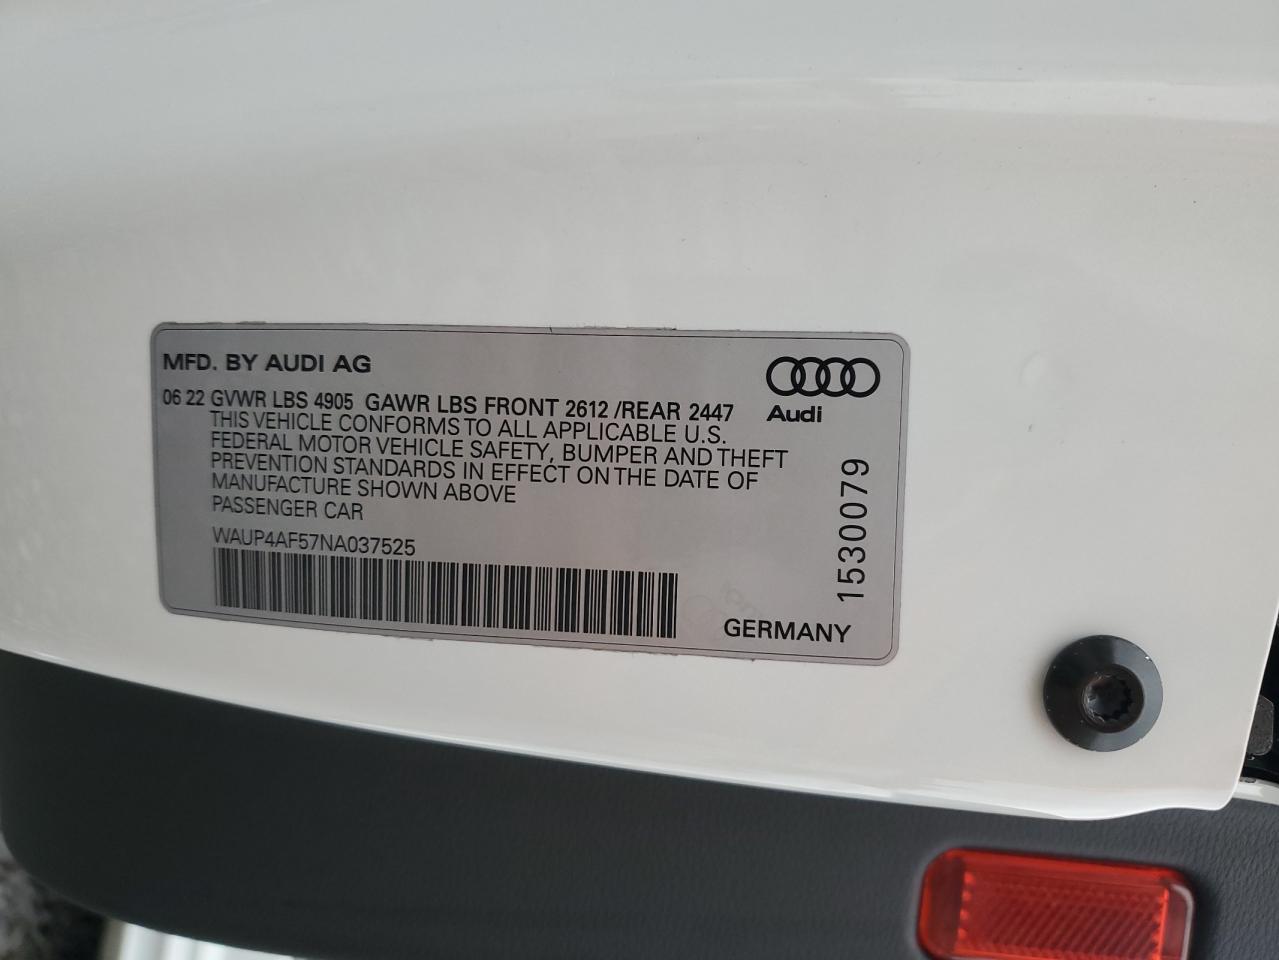 MFD. BY AUDI AG
Audi
06 22 GVWR LBS 4905 GAWR LBS FRONT 2612 /REAR 2447
THIS VEHICLE CONFORMS TO ALL APPLICABLE U.S.
FEDERAL MOTOR VEHICLE SAFETY, BUMPER AND THEFT
PREVENTION STANDARDS IN EFFECT ON THE DATE OF
MANUFACTURE SHOWN ABOVE
PASSENGER CAR
WAUP4AF57NA037525
1530079
GERMANY